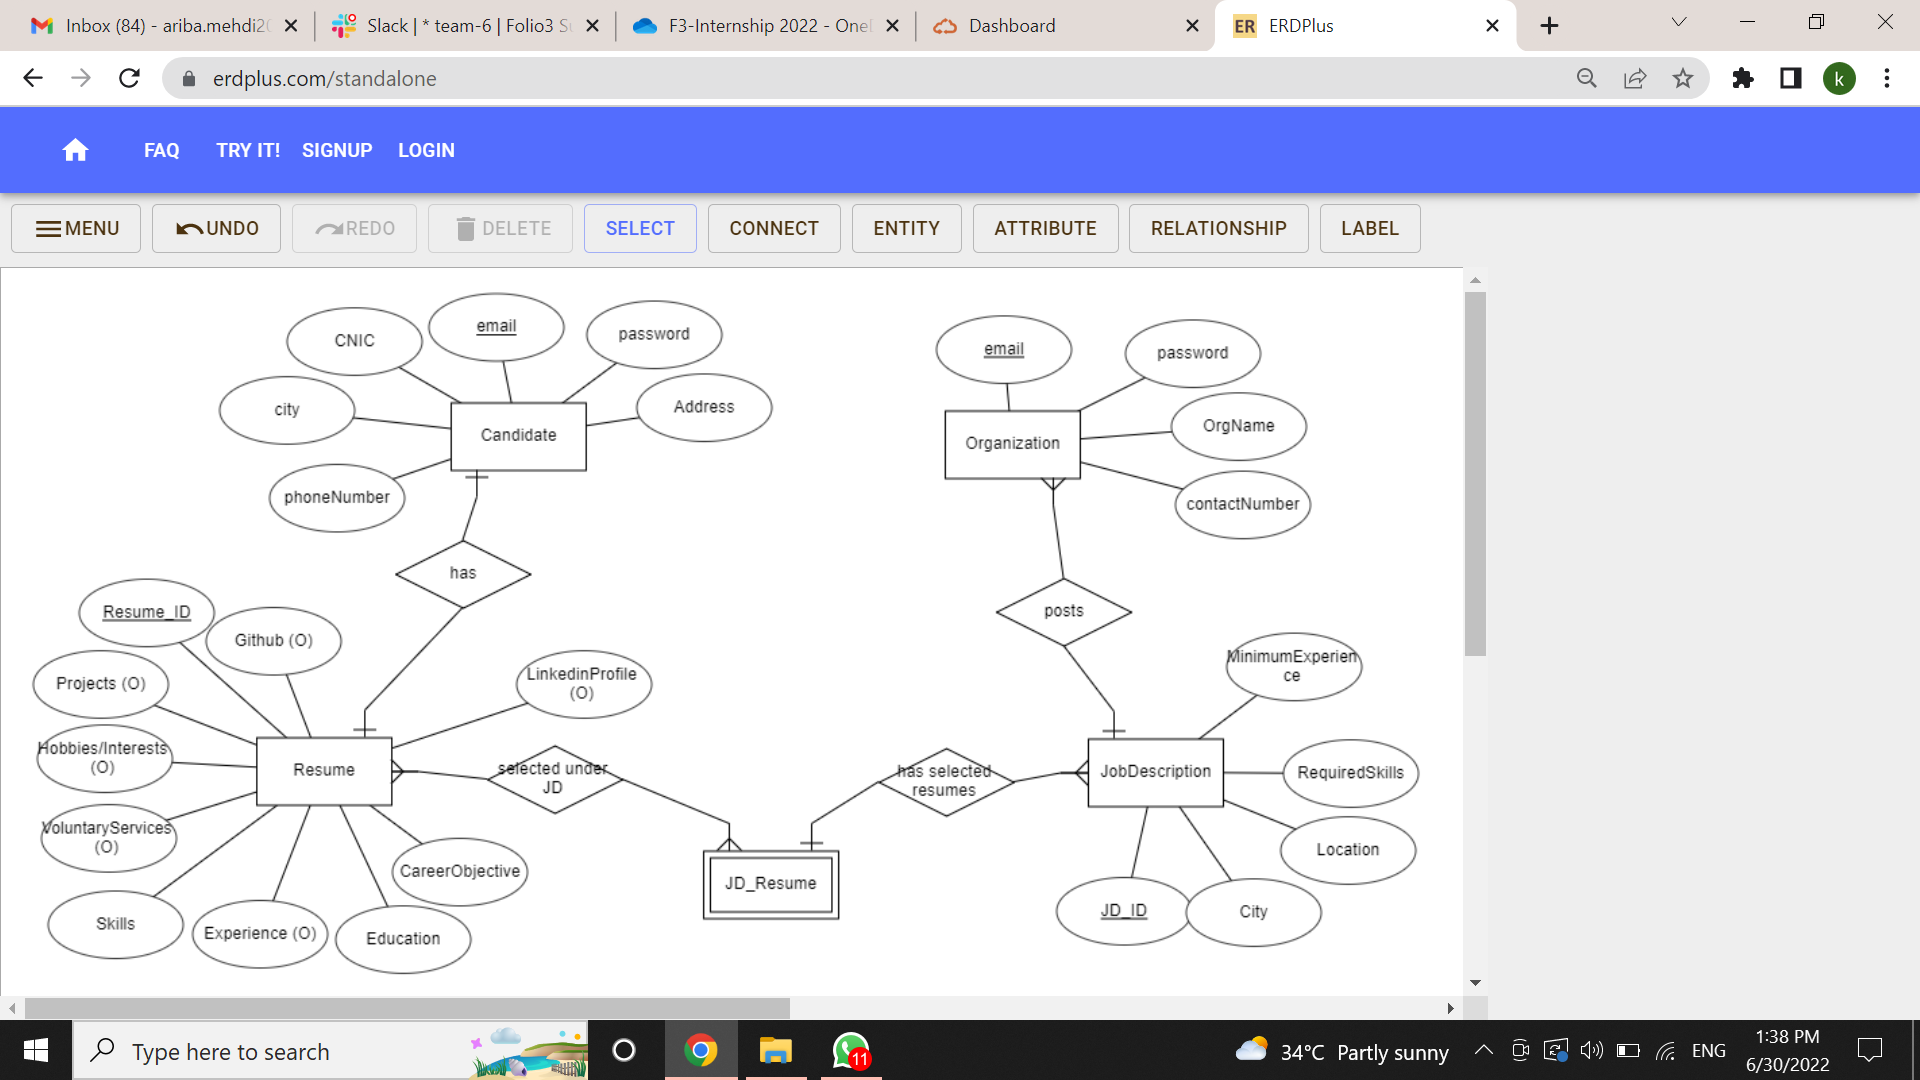 Inbox (84) - ariba.mehdi20
Slack | * team-6 | Folio3 S
F3-Internship 2022 - One
Dashboard
ER
ERDPlus
erdplus.com/standalone
k
FAQ
TRY IT!
SIGNUP
LOGIN
MENU
UNDO
REDO
DELETE
SELECT
CONNECT
ENTITY
ATTRIBUTE
RELATIONSHIP
LABEL
CNIC
email
password
city
Address
Candidate
phoneNumber
email
password
OrgName
Organization
contactNumber
has
posts
Resume_ID
Github (O)
Projects (O)
LinkedinProfile
(O)
Hobbies/Interests
(O)
Resume
selected under
JD
VoluntaryServices
(O)
CareerObjective
Skills
Experience (O)
Education
JD_Resume
has selected
resumes
MinimumExperien
ce
JobDescription
RequiredSkills
Location
JD_ID
City
Type here to search
11
34°C Partly sunny
ENG
1:38 PM
6/30/2022